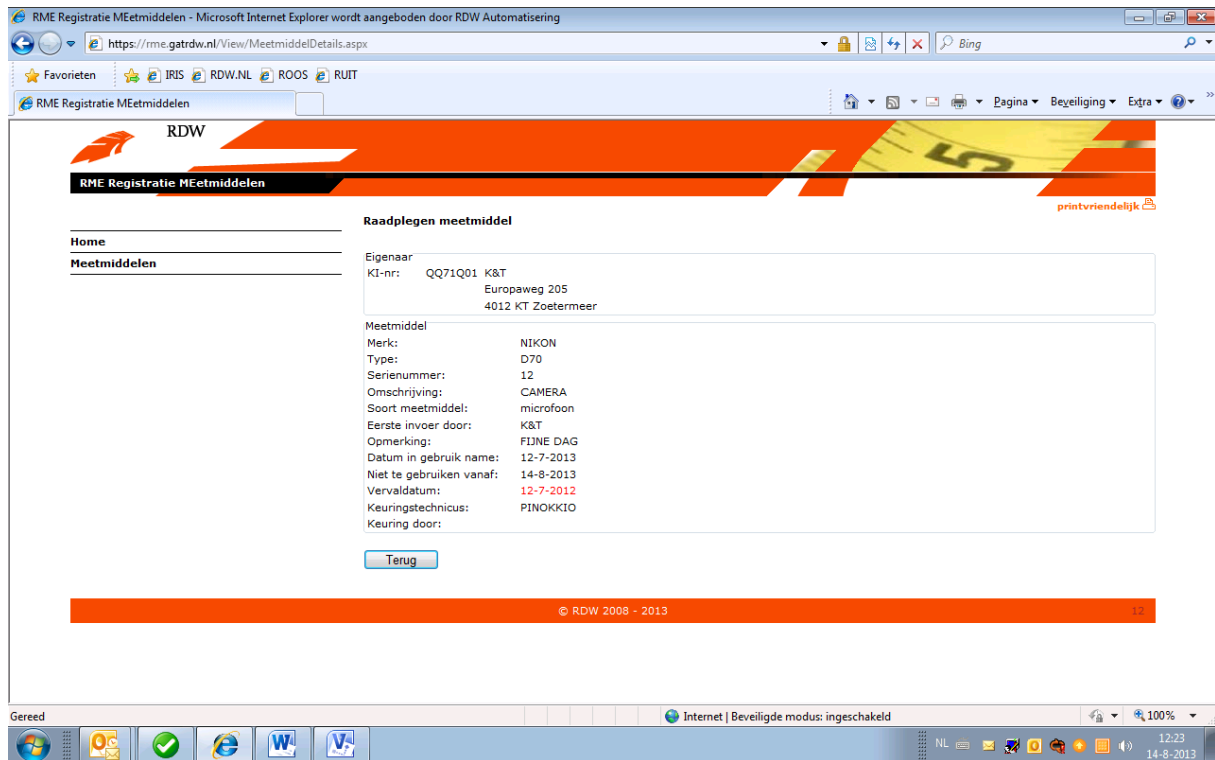 RME Registratie MEetmiddelen - Microsoft Internet Explorer wordt aangeboden door RDW Automatisering
https://rme.gatrdw.nl/View/MeetmiddelDetails.aspx
Bing
Favorieten IRIS RDW.NL ROOS RUIT
RME Registratie MEetmiddelen
Pagina Beveiliging Extra
RDW
RME Registratie MEetmiddelen
printvriendelijk
Home
Meetmiddelen
Raadplegen meetmiddel
Eigenaar
KI-nr: QQ71Q01 K&T
Europaweg 205
4012 KT Zoetermeer
Meetmiddel
Merk: NIKON
Type: D70
Serienummer: 12
Omschrijving: CAMERA
Soort meetmiddel: microfoon
Eerste invoer door: K&T
Opmerking: FIJNE DAG
Datum in gebruik name: 12-7-2013
Niet te gebruiken vanaf: 14-8-2013
Vervaldatum: 12-7-2012
Keuringstechnicus: PINOKKIO
Keuring door:
Terug
© RDW 2008 - 2013 12
Gereed
Internet | Beveiligde modus: ingeschakeld
100%
NL
12:23
14-8-2013